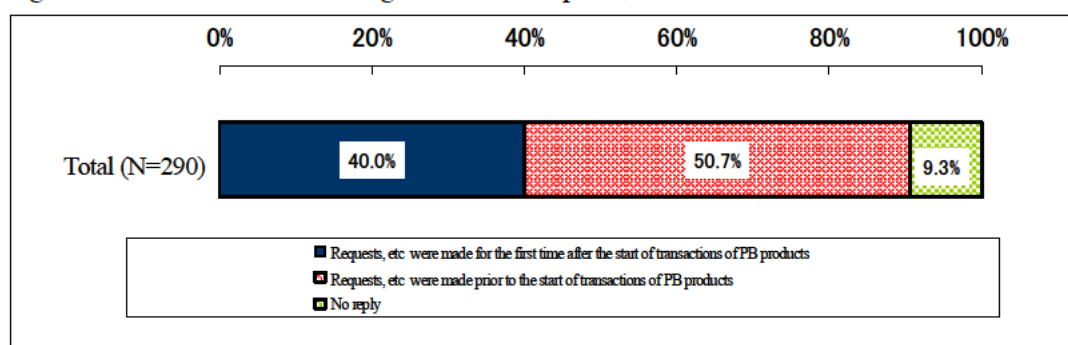 0% 20% 40% 60% 80% 100%
Total (N=290) 40.0% 50.7% 9.3%
Requests, etc were made for the first time after the start of transactions of PB products
Requests, etc were made prior to the start of transactions of PB products
No reply